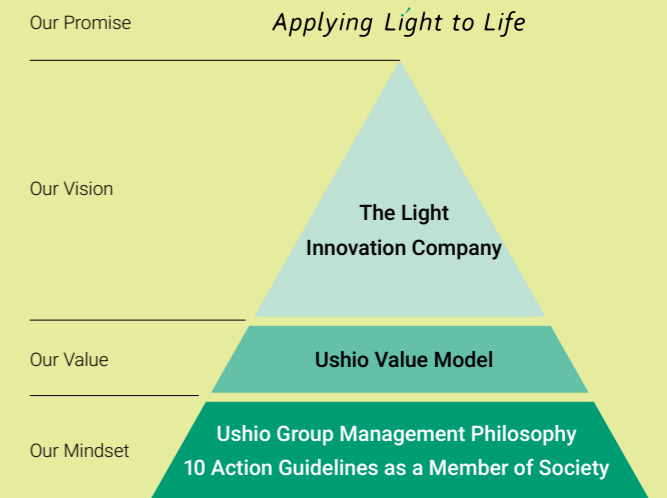 Our Promise
Applying Light to Life
Our Vision
The Light
Innovation Company
Our Value
Ushio Value Model
Our Mindset
Ushio Group Management Philosophy
10 Action Guidelines as a Member of Society